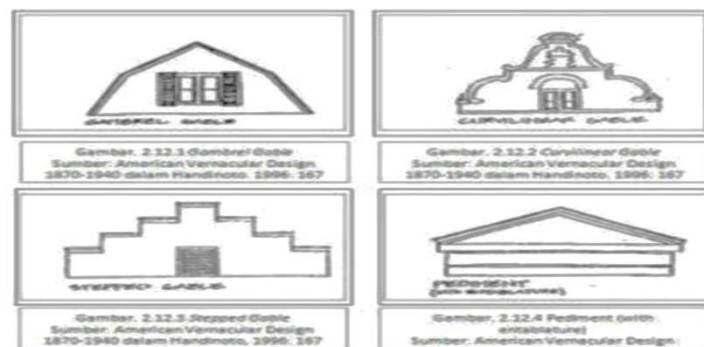 GAMBREL GABLE
CURVILINEAR GABLE
Gambar. 2.12.1 Gambrel Gable
Sumber: American Vernacular Design
1870-1940 dalam Handinoto. 1996: 167
Gambar. 2.12.2 Curvilinear Gable
Sumber: American Vernacular Design
1870-1940 dalam Handinoto, 1996: 167
STEPPED GABLE
PEDIMENT
(WITH ENTABLATURE)
Gambar. 2.12.3 Stepped Gable
Sumber: American Vernacular Design
1870-1940 dalam Handinoto, 1996: 167
Gambar. 2.12.4 Pediment (with
entablature)
Sumber: American Vernacular Design